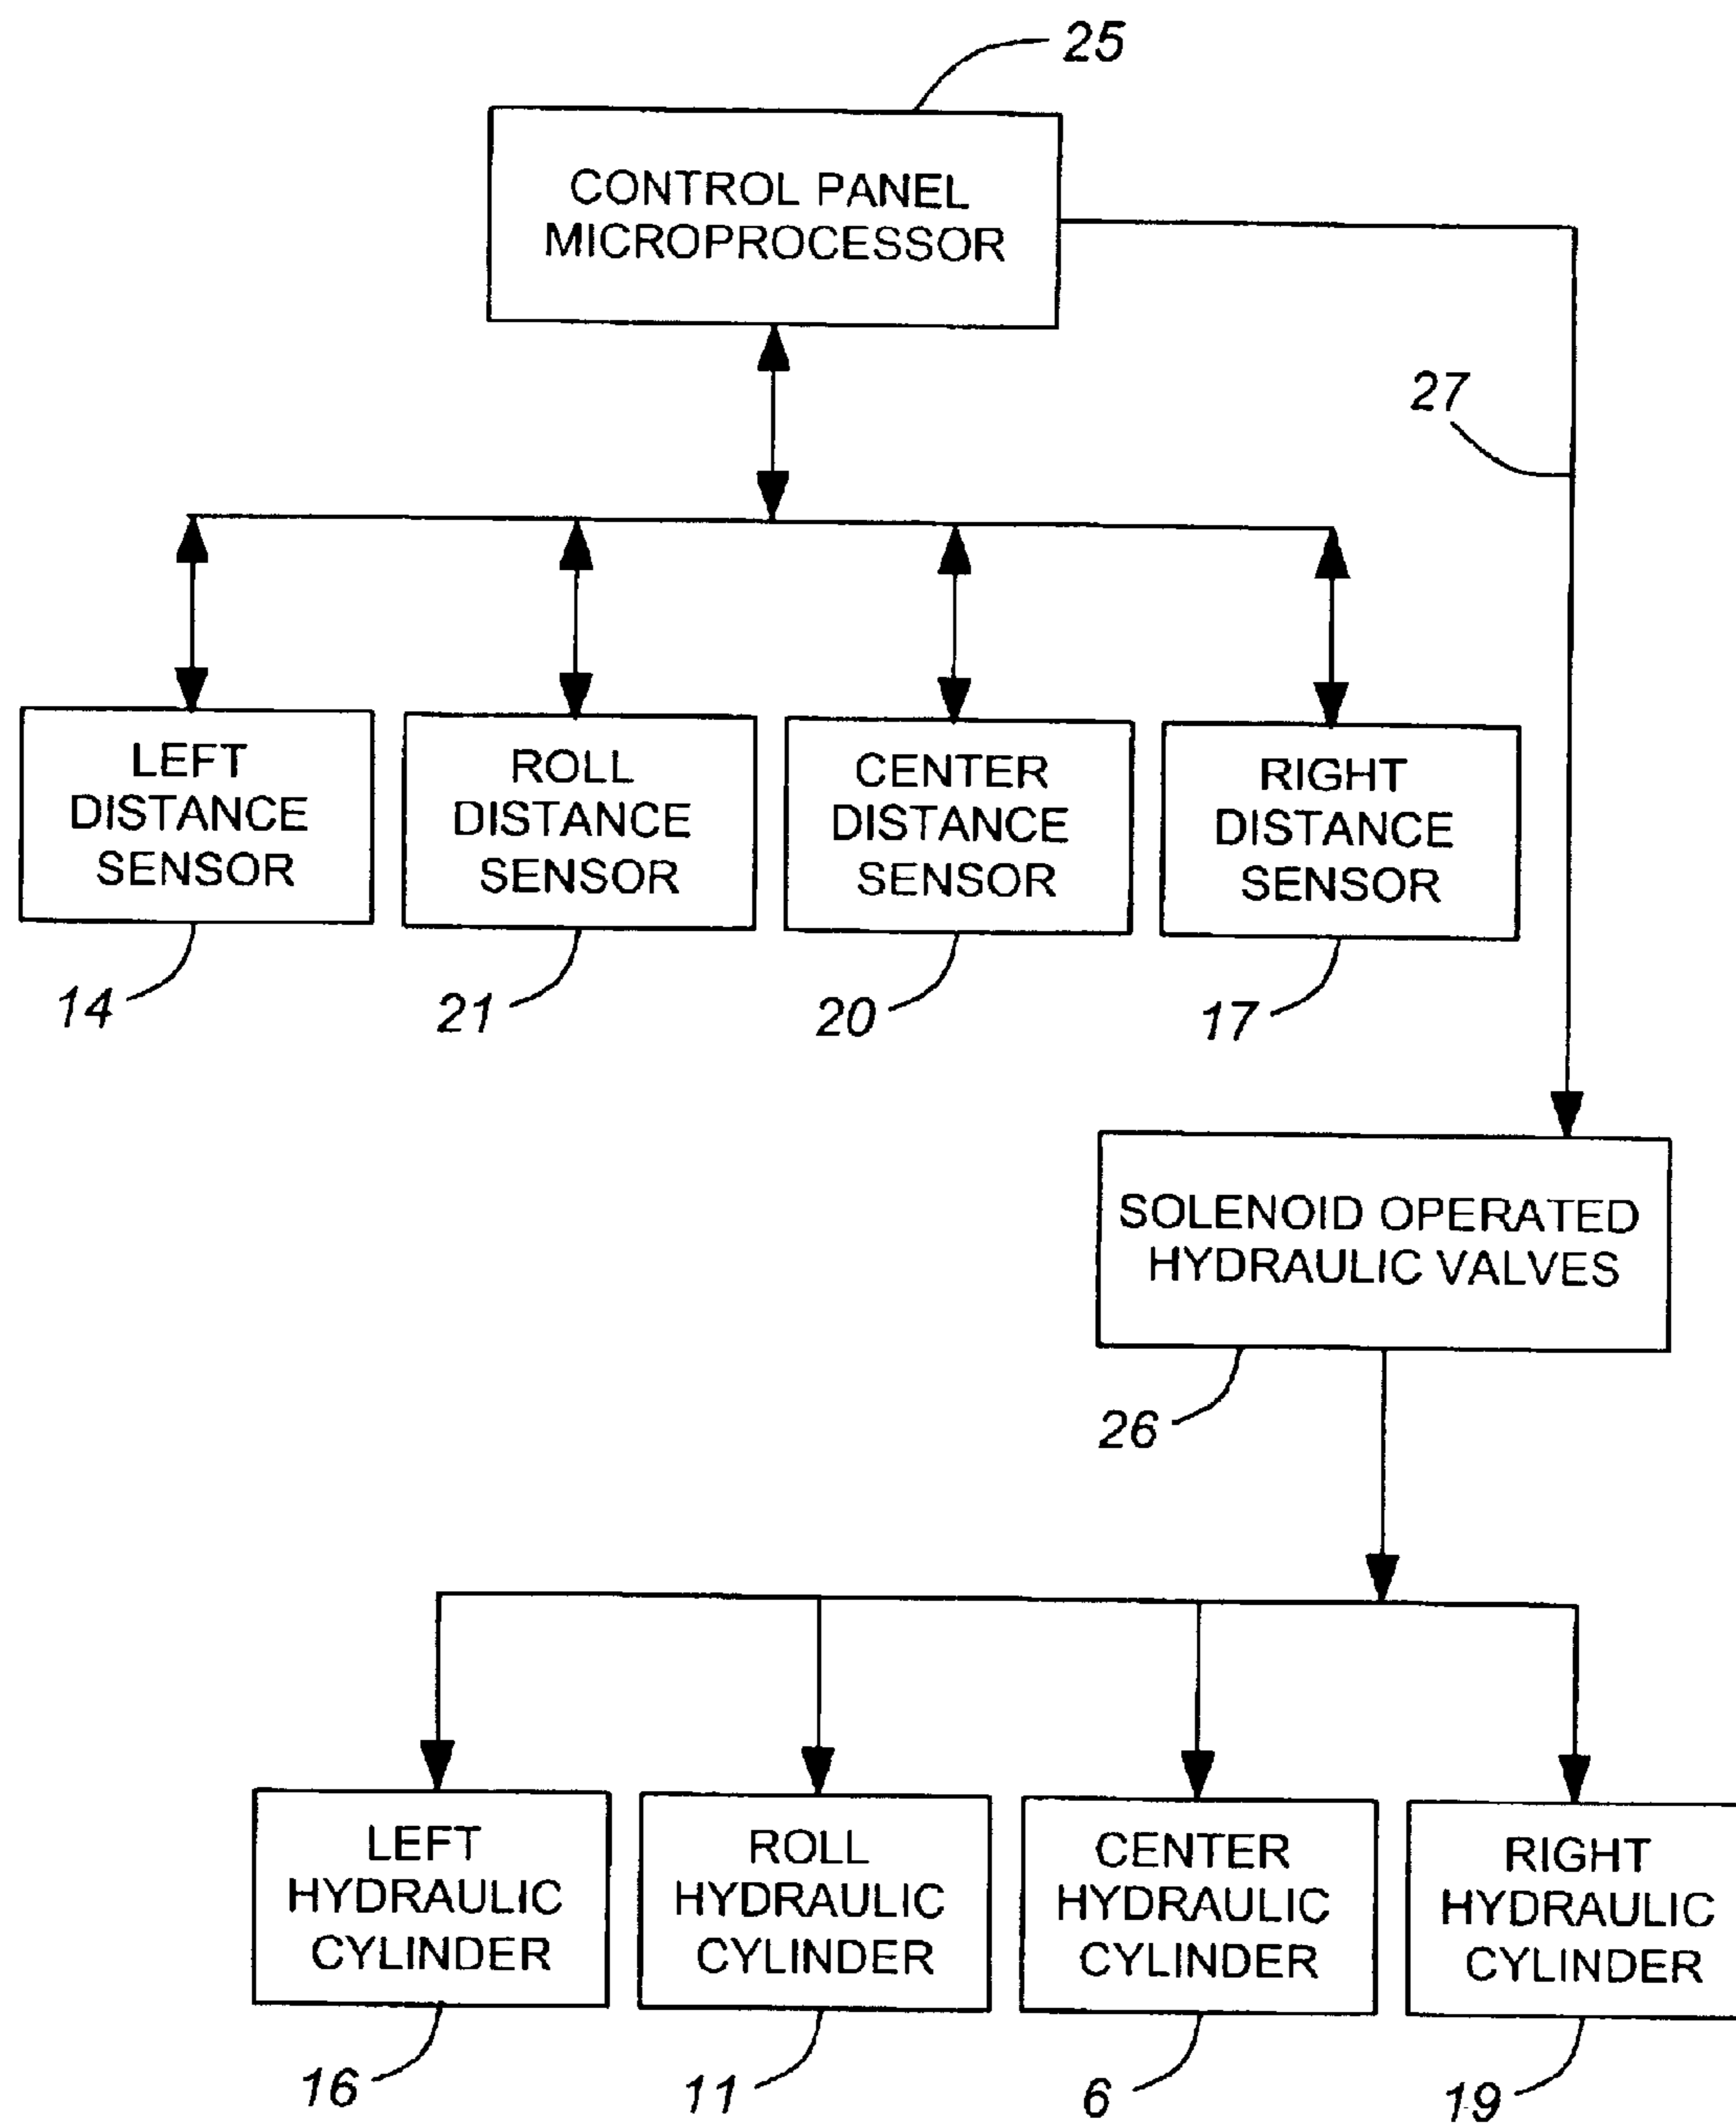 25
CONTROL PANEL
MICROPROCESSOR
27
LEFT
DISTANCE
SENSOR
ROLL
DISTANCE
SENSOR
CENTER
DISTANCE
SENSOR
RIGHT
DISTANCE
SENSOR
14
21
20
17
SOLENOID OPERATED
HYDRAULIC VALVES
26
LEFT
HYDRAULIC
CYLINDER
ROLL
HYDRAULIC
CYLINDER
CENTER
HYDRAULIC
CYLINDER
RIGHT
HYDRAULIC
CYLINDER
16
11
6
19